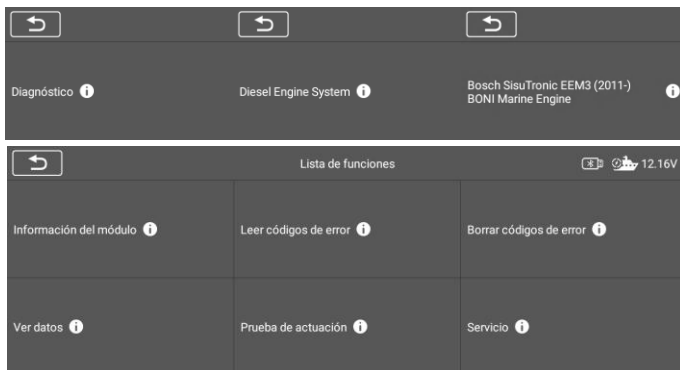 Diagnóstico
Diesel Engine System
Bosch SisuTronic EEM3 (2011-)
BONI Marine Engine
Lista de funciones
12.16V
Información del módulo
Leer códigos de error
Borrar códigos de error
Ver datos
Prueba de actuación
Servicio